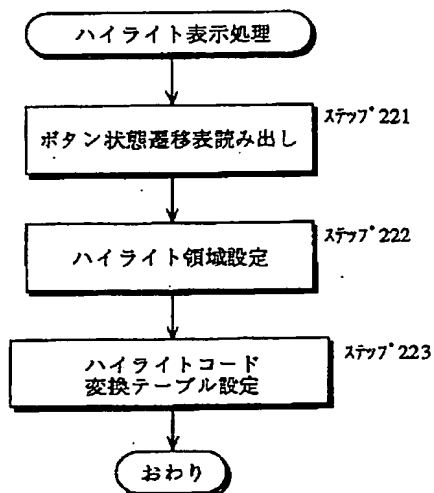 ハイライト表示処理
ボタン状態遷移表読み出し
ステップ221
ハイライト領域設定
ステップ222
ハイライトコード
変換テーブル設定
ステップ223
おわり